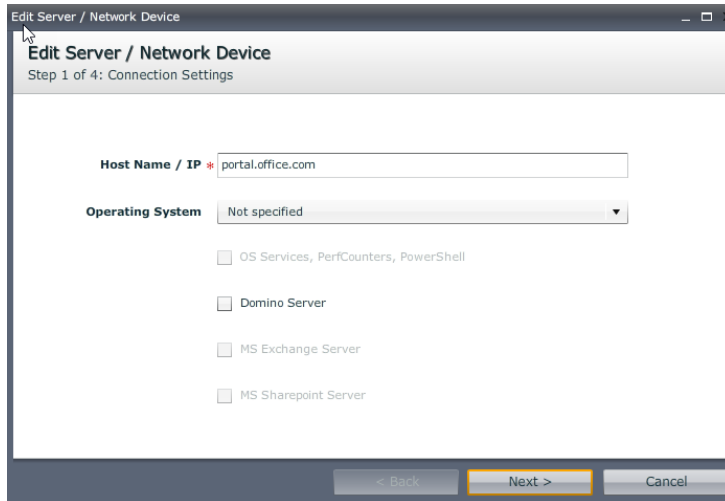 Edit Server / Network Device
Edit Server / Network Device
Step 1 of 4: Connection Settings
Host Name / IP * portal.office.com
Operating System Not specified
OS Services, PerfCounters, PowerShell
Domino Server
MS Exchange Server
MS Sharepoint Server
< Back Next > Cancel